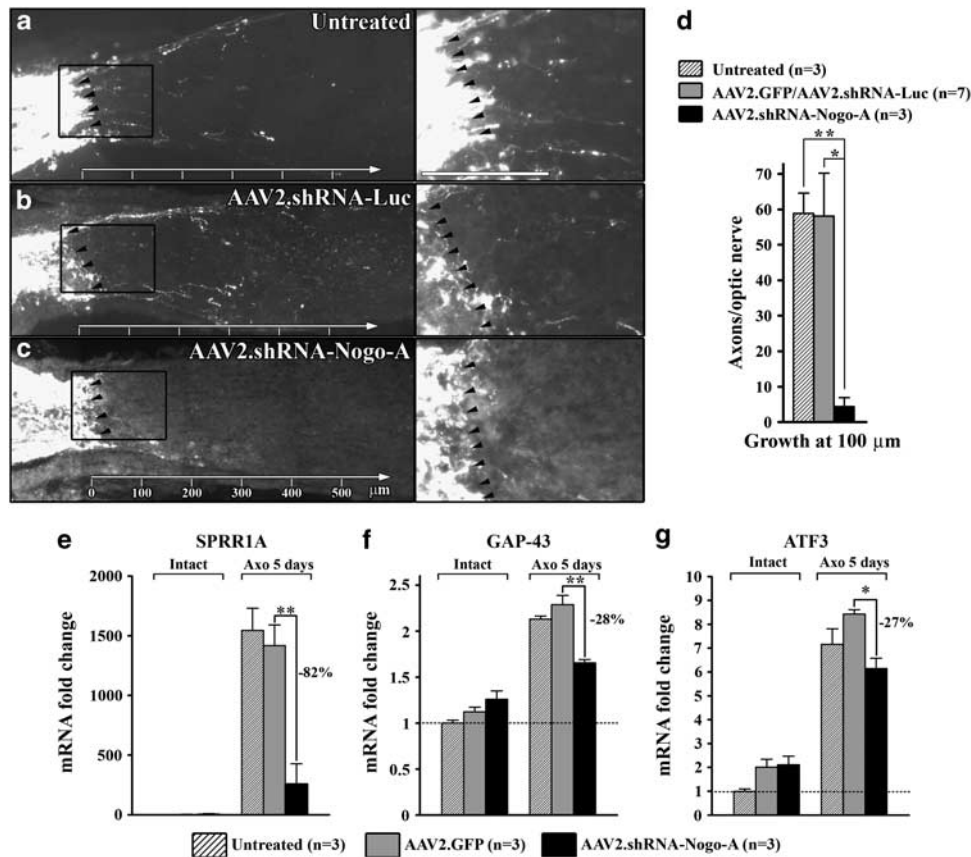 a
Untreated
b
AAV2.shRNA-Luc
c
AAV2.shRNA-Nogo-A
0 100 200 300 400 500 μm
d
Untreated (n=3)
AAV2.GFP/AAV2.shRNA-Luc (n=7)
AAV2.shRNA-Nogo-A (n=3)
**
*
Axons/optic nerve
70
60
50
40
30
20
10
0
Growth at 100 μm
e
SPRR1A
Intact
Axo 5 days
mRNA fold change
2000
1500
1000
500
0
**
-82%
f
GAP-43
Intact
Axo 5 days
mRNA fold change
2.5
2
1.5
1
0.5
0
**
-28%
g
ATF3
Intact
Axo 5 days
mRNA fold change
10
9
8
7
6
5
4
3
2
1
0
*
-27%
Untreated (n=3)
AAV2.GFP (n=3)
AAV2.shRNA-Nogo-A (n=3)